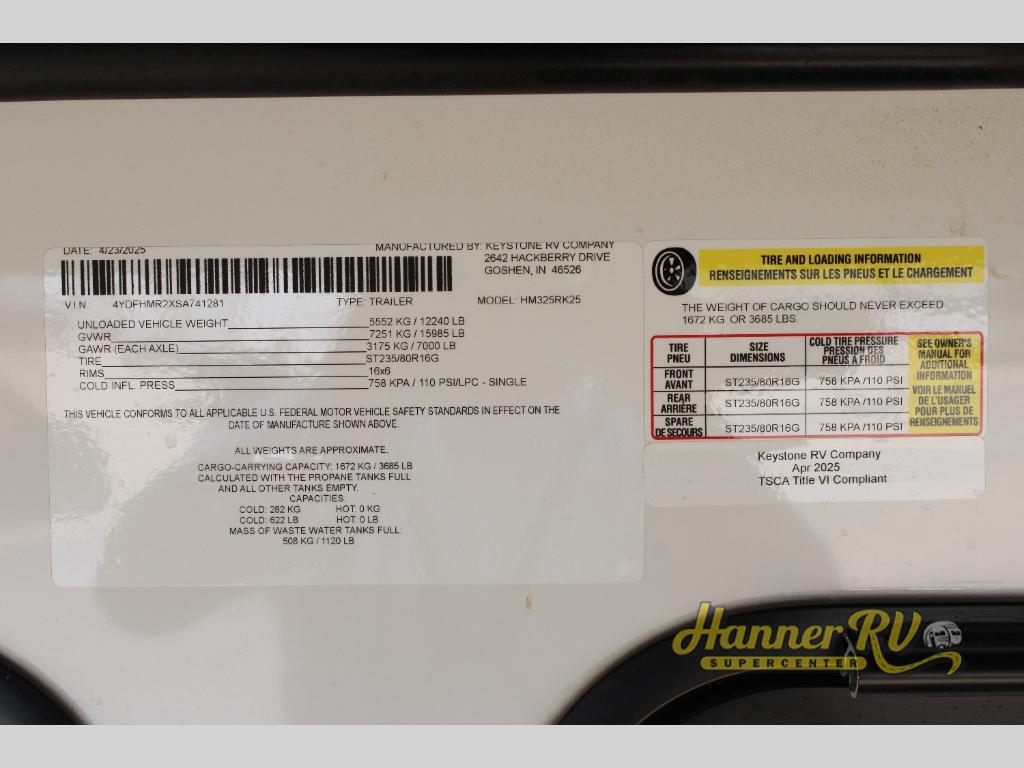 DATE: 4/23/2025
MANUFACTURED BY: KEYSTONE RV COMPANY
2642 HACKBERRY DRIVE
GOSHEN, IN 46526
V.I.N.: 4YDFHMR2XSA741281 TYPE: TRAILER MODEL: HM325RK25
UNLOADED VEHICLE WEIGHT 5552 KG / 12240 LB
GVWR 7251 KG / 15985 LB
GAWR (EACH AXLE) 3175 KG / 7000 LB
TIRE ST235/80R16G
RIMS 16x6
COLD INFL. PRESS 758 KPA / 110 PSI/LPC - SINGLE
THIS VEHICLE CONFORMS TO ALL APPLICABLE U.S. FEDERAL MOTOR VEHICLE SAFETY STANDARDS IN EFFECT ON THE
DATE OF MANUFACTURE SHOWN ABOVE.
ALL WEIGHTS ARE APPROXIMATE.
CARGO-CARRYING CAPACITY: 1672 KG / 3685 LB
CALCULATED WITH THE PROPANE TANKS FULL
AND ALL OTHER TANKS EMPTY.
CAPACITIES:
COLD: 282 KG HOT: 0 KG
COLD: 622 LB HOT: 0 LB
MASS OF WASTE WATER TANKS FULL:
508 KG / 1120 LB
TIRE AND LOADING INFORMATION
RENSEIGNEMENTS SUR LES PNEUS ET LE CHARGEMENT
THE WEIGHT OF CARGO SHOULD NEVER EXCEED
1672 KG OR 3685 LBS.
TIRE
PNEU
SIZE
DIMENSIONS
COLD TIRE PRESSURE
PRESSION DES
PNEUS À FROID
FRONT
AVANT
ST235/80R16G
758 KPA /110 PSI
REAR
ARRIÈRE
ST235/80R16G
758 KPA /110 PSI
SPARE
DE SECOURS
ST235/80R16G
758 KPA /110 PSI
SEE OWNER'S
MANUAL FOR
ADDITIONAL
INFORMATION
VOIR LE MANUEL
DE L'USAGER
POUR PLUS DE
RENSEIGNEMENTS
Keystone RV Company
Apr 2025
TSCA Title VI Compliant
Hanner RV
SUPERCENTER